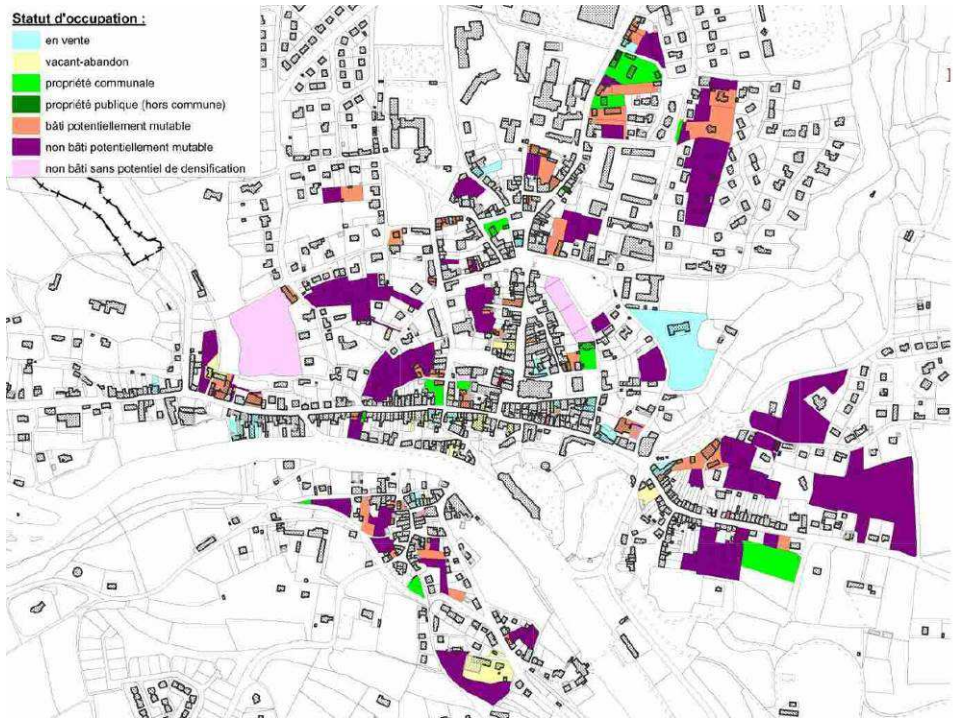 Statut d'occupation :
en vente
vacant-abandon
propriété communale
propriété publique (hors commune)
bâti potentiellement mutable
non bâti potentiellement mutable
non bâti sans potentiel de densification